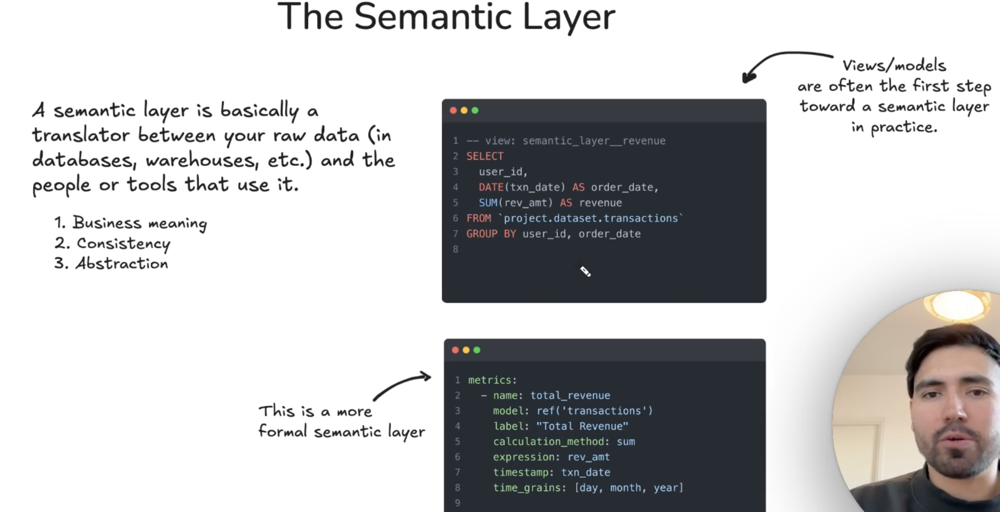 The Semantic Layer
Views/models
are often the first step
toward a semantic layer
in practice.
A semantic layer is basically a
translator between your raw data (in
databases, warehouses, etc.) and the
people or tools that use it.
1. Business meaning
2. Consistency
3. Abstraction
1 -- view: semantic_layer__revenue
2 SELECT
3   user_id,
4   DATE(txn_date) AS order_date,
5   SUM(rev_amt) AS revenue
6 FROM `project.dataset.transactions`
7 GROUP BY user_id, order_date
8
This is a more
formal semantic layer
1 metrics:
2   - name: total_revenue
3     model: ref('transactions')
4     label: "Total Revenue"
5     calculation_method: sum
6     expression: rev_amt
7     timestamp: txn_date
8     time_grains: [day, month, year]
9